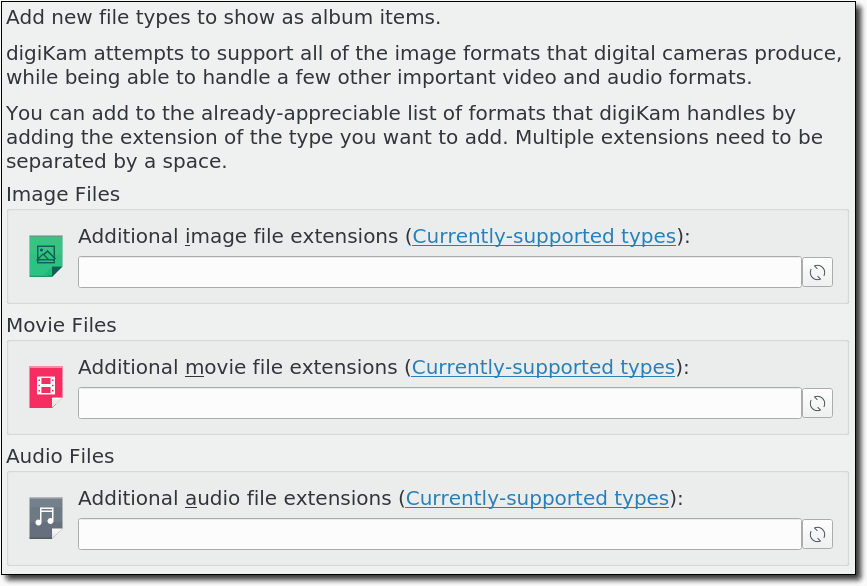 Add new file types to show as album items.
digiKam attempts to support all of the image formats that digital cameras produce,
while being able to handle a few other important video and audio formats.
You can add to the already-appreciable list of formats that digiKam handles by
adding the extension of the type you want to add. Multiple extensions need to be
separated by a space.
Image Files
Additional image file extensions (Currently-supported types):
Movie Files
Additional movie file extensions (Currently-supported types):
Audio Files
Additional audio file extensions (Currently-supported types):